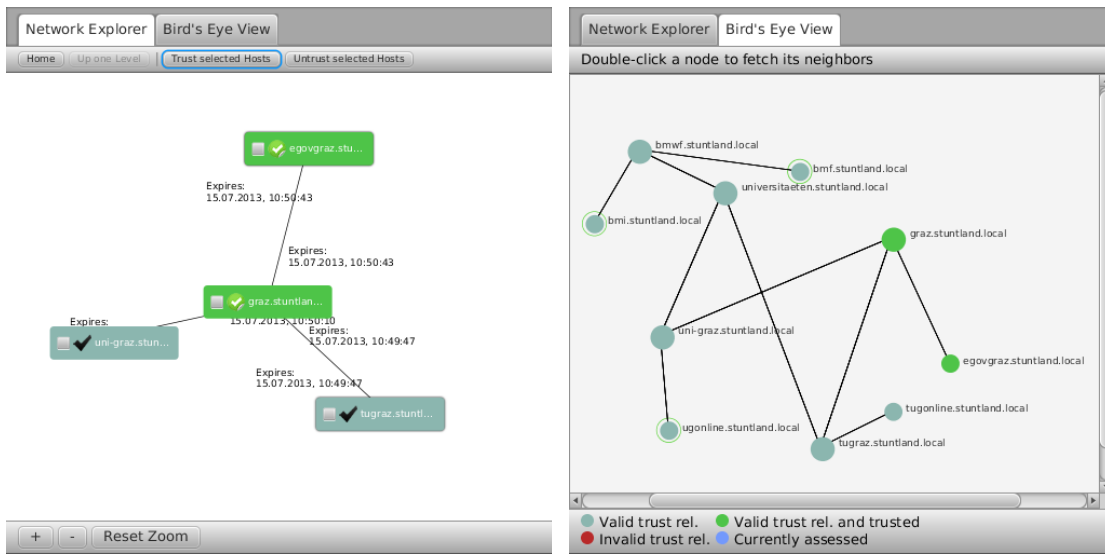 Network Explorer
Bird's Eye View
Home
Up one Level
Trust selected Hosts
Untrust selected Hosts
egovgraz.stu...
Expires:
15.07.2013, 10:50:43
Expires:
15.07.2013, 10:50:43
graz.stuntlan...
15.07.2013, 10:50:10
Expires:
uni-graz.stun...
Expires:
15.07.2013, 10:49:47
Expires:
15.07.2013, 10:49:47
tugraz.stuntl...
+
-
Reset Zoom
Network Explorer
Bird's Eye View
Double-click a node to fetch its neighbors
bmwf.stuntland.local
bmf.stuntland.local
universitaeten.stuntland.local
bmi.stuntland.local
graz.stuntland.local
uni-graz.stuntland.local
egovgraz.stuntland.local
tugonline.stuntland.local
ugonline.stuntland.local
tugraz.stuntland.local
Valid trust rel.
Valid trust rel. and trusted
Invalid trust rel.
Currently assessed